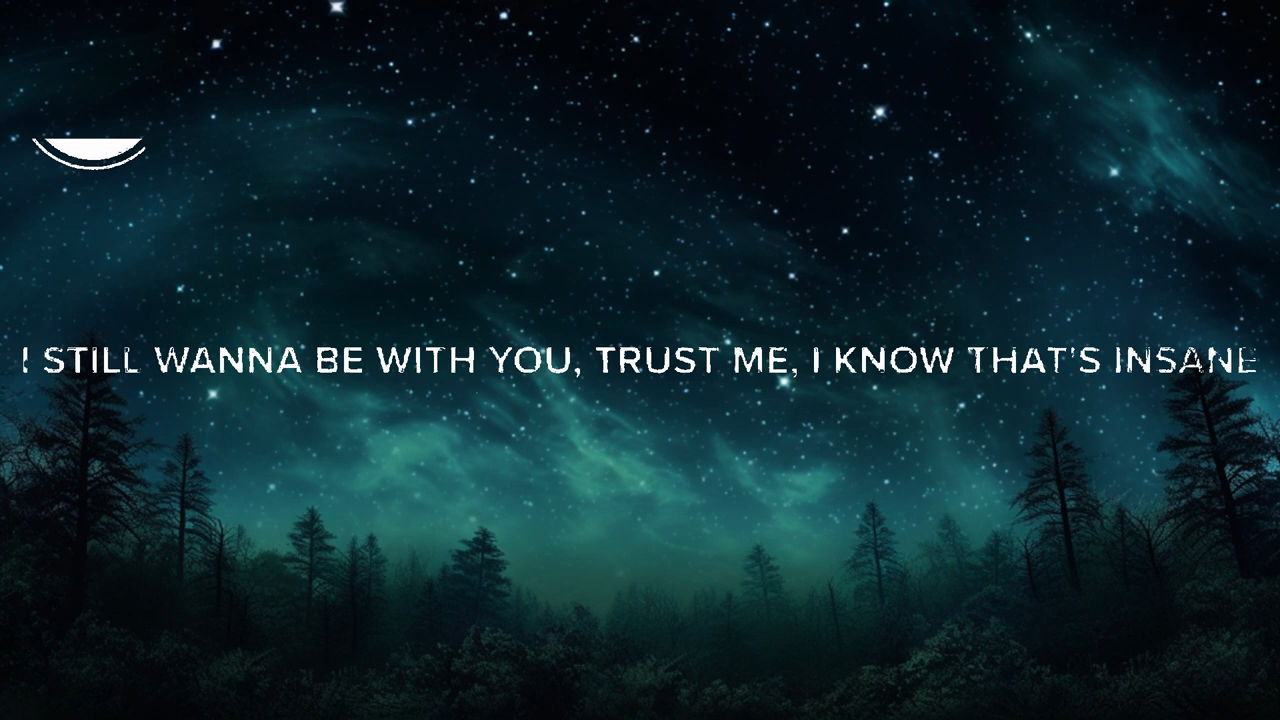 I STILL WANNA BE WITH YOU, TRUST ME, I KNOW THAT'S INSANE